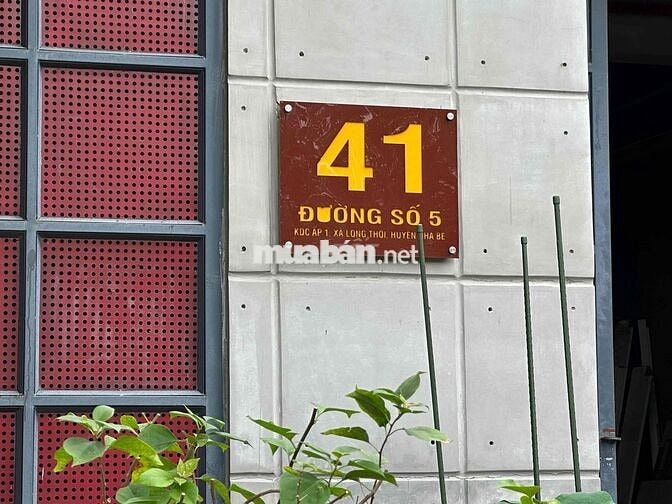 41
ĐƯỜNG SỐ 5
KDC ẤP 1, XÃ LONG THỚI, HUYỆN NHÀ BÈ
muaban.net